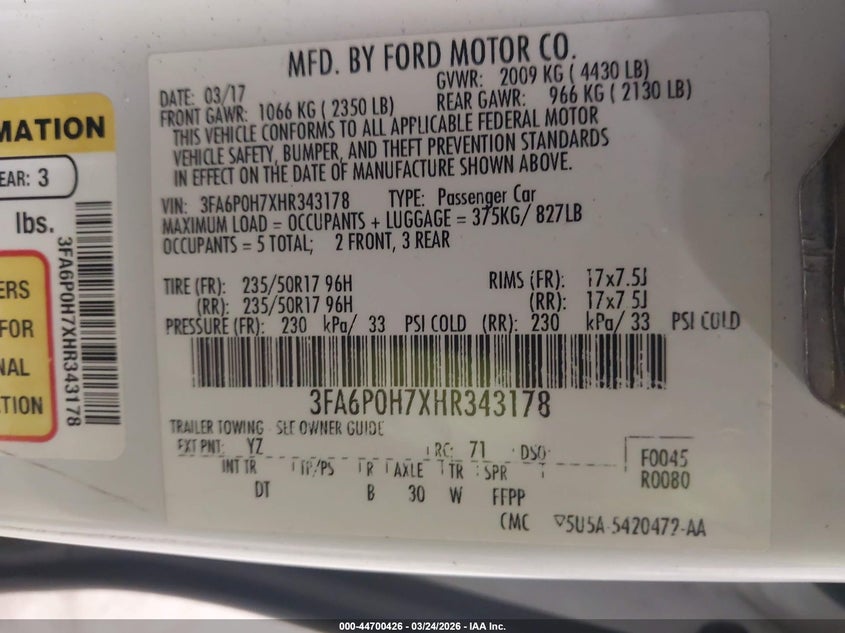 MFD. BY FORD MOTOR CO.
DATE: 03/17
GVWR: 2009 KG ( 4430 LB)
FRONT GAWR: 1066 KG ( 2350 LB)
REAR GAWR: 966 KG ( 2130 LB)
THIS VEHICLE CONFORMS TO ALL APPLICABLE FEDERAL MOTOR
VEHICLE SAFETY, BUMPER, AND THEFT PREVENTION STANDARDS
IN EFFECT ON THE DATE OF MANUFACTURE SHOWN ABOVE.
VIN: 3FA6P0H7XHR343178 TYPE: Passenger Car
MAXIMUM LOAD = OCCUPANTS + LUGGAGE = 375KG/ 827LB
OCCUPANTS = 5 TOTAL; 2 FRONT, 3 REAR
TIRE (FR): 235/50R17 96H RIMS (FR): 17x7.5J
(RR): 235/50R17 96H (RR): 17x7.5J
PRESSURE (FR): 230 kPa/ 33 PSI COLD (RR): 230 kPa/ 33 PSI COLD
3FA6P0H7XHR343178
TRAILER TOWING - SEE OWNER GUIDE
EXT PNT: YZ RC: 71 DSO:
INT TR TP/PS R AXLE TR SPR
DT B 30 W FFPP
F0045
R0080
CMC ▽5U5A-5420472-AA
MATION
EAR: 3
lbs.
3FA6P0H7XHR343178
ERS
FOR
NAL
TION
000-44700426 - 03/24/2026 - IAA Inc.